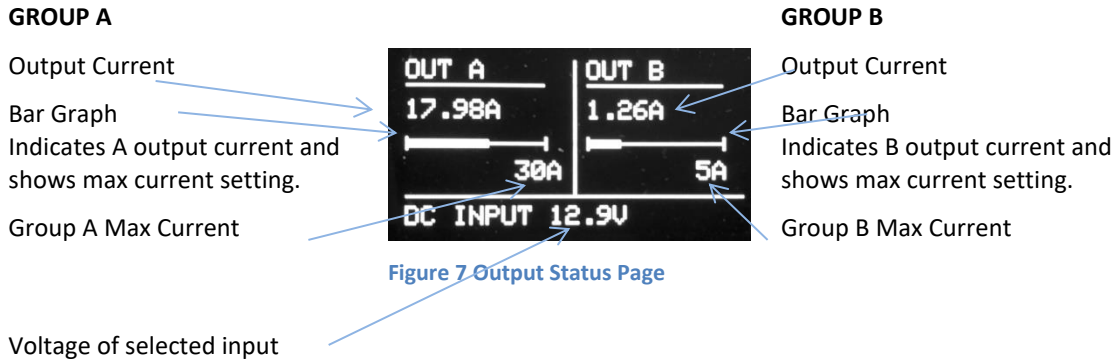 GROUP A
Output Current
Bar Graph
Indicates A output current and
shows max current setting.
Group A Max Current
Voltage of selected input
OUT A
17.98A
30A
OUT B
1.26A
5A
DC INPUT 12.9V
Figure 7 Output Status Page
GROUP B
Output Current
Bar Graph
Indicates B output current and
shows max current setting.
Group B Max Current